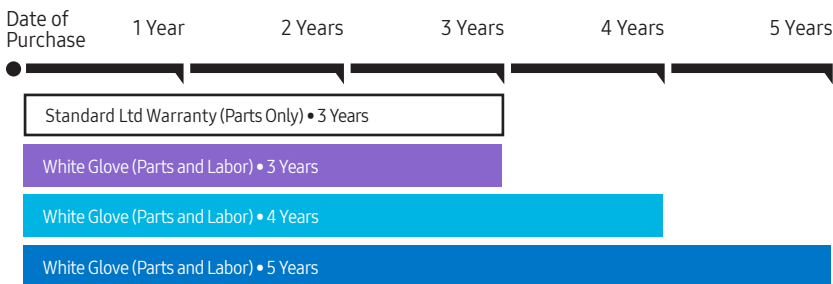 Date of
Purchase
1 Year
2 Years
3 Years
4 Years
5 Years
Standard Ltd Warranty (Parts Only) • 3 Years
White Glove (Parts and Labor) • 3 Years
White Glove (Parts and Labor) • 4 Years
White Glove (Parts and Labor) • 5 Years